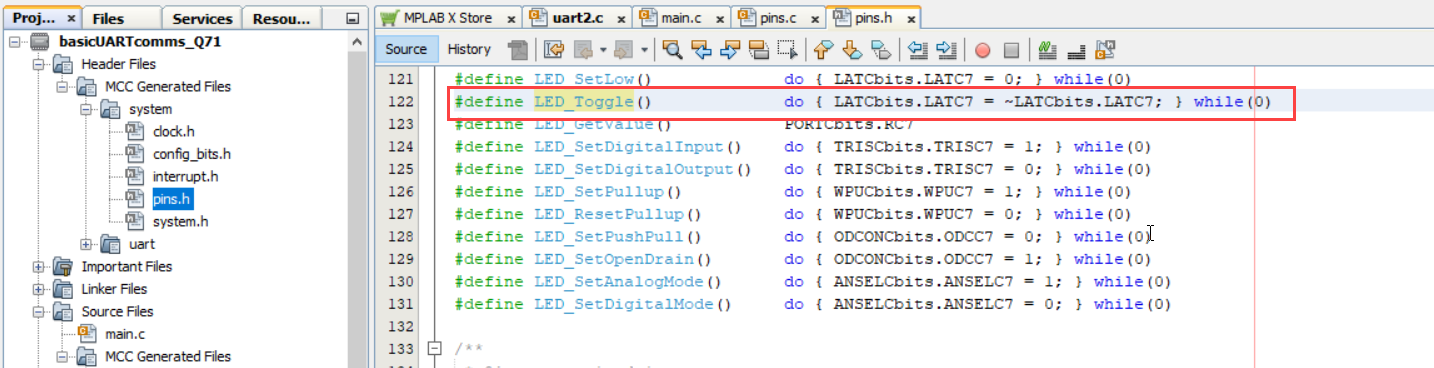 Proj... × Files Services Resou...
basicUARTcomms_Q71
Header Files
MCC Generated Files
system
clock.h
config_bits.h
interrupt.h
pins.h
system.h
uart
Important Files
Linker Files
Source Files
main.c
MCC Generated Files
MPLAB X Store × uart2.c × main.c × pins.c × pins.h ×
Source History
121 #define LED_SetLow() do { LATCbits.LATC7 = 0; } while(0)
122 #define LED_Toggle() do { LATCbits.LATC7 = ~LATCbits.LATC7; } while(0)
123 #define LED_GetValue() PORTCbits.RC7
124 #define LED_SetDigitalInput() do { TRISCbits.TRISC7 = 1; } while(0)
125 #define LED_SetDigitalOutput() do { TRISCbits.TRISC7 = 0; } while(0)
126 #define LED_SetPullup() do { WPUCbits.WPUC7 = 1; } while(0)
127 #define LED_ResetPullup() do { WPUCbits.WPUC7 = 0; } while(0)
128 #define LED_SetPushPull() do { ODCONCbits.ODCC7 = 0; } while(0)
129 #define LED_SetOpenDrain() do { ODCONCbits.ODCC7 = 1; } while(0)
130 #define LED_SetAnalogMode() do { ANSELCbits.ANSELC7 = 1; } while(0)
131 #define LED_SetDigitalMode() do { ANSELCbits.ANSELC7 = 0; } while(0)
132
133 /**